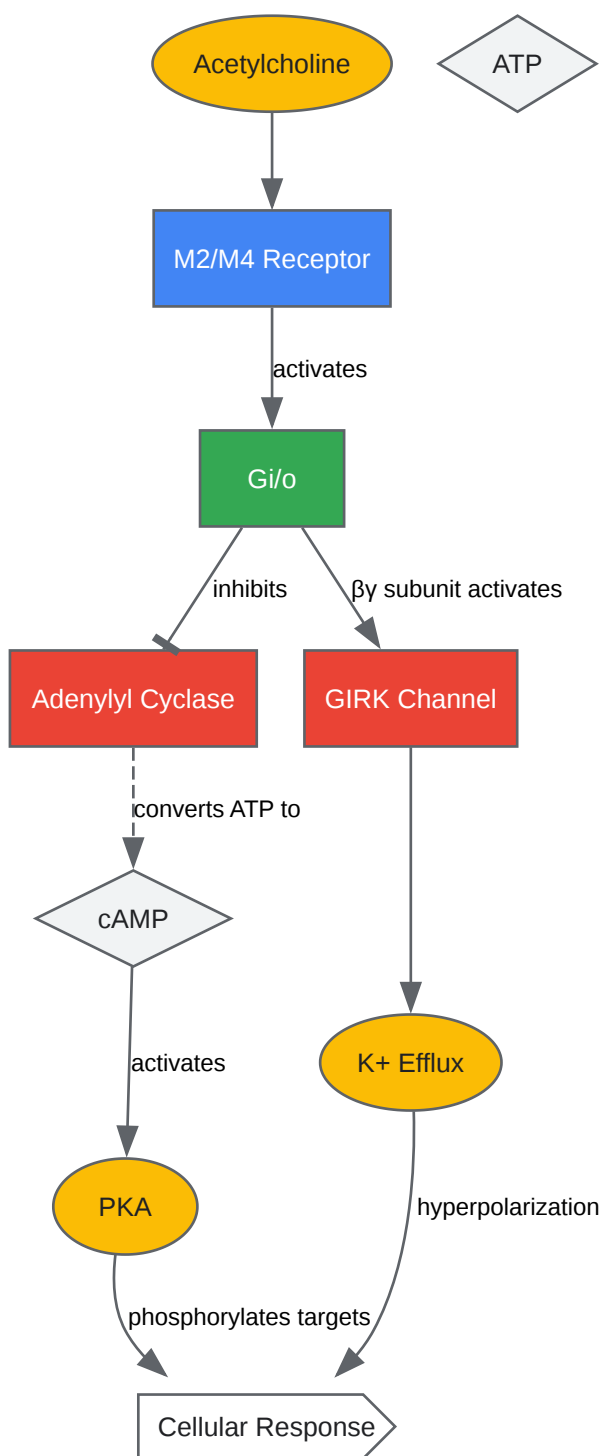 Acetylcholine
ATP
M2/M4 Receptor
activates
Gi/o
inhibits
βγ subunit activates
Adenylyl Cyclase
GIRK Channel
converts ATP to
cAMP
activates
K+ Efflux
PKA
hyperpolarization
phosphorylates targets
Cellular Response